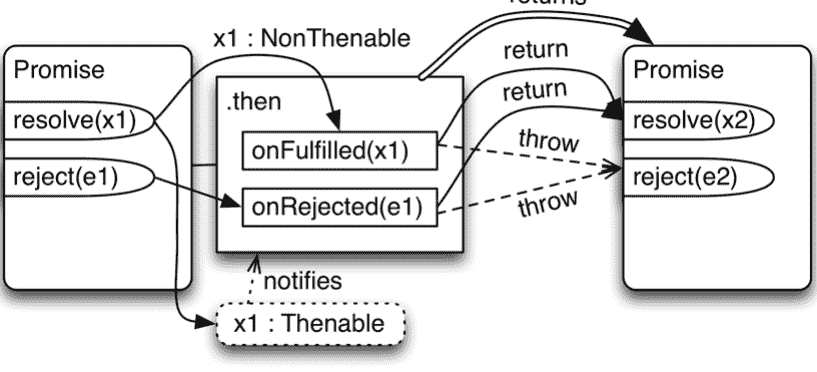 returns
x1 : NonThenable
return
Promise
Promise
.then
return
resolve(x1)
resolve(x2)
onFulfilled(x1)
throw
reject(e1)
reject(e2)
onRejected(e1)
throw
notifies
x1 : Thenable